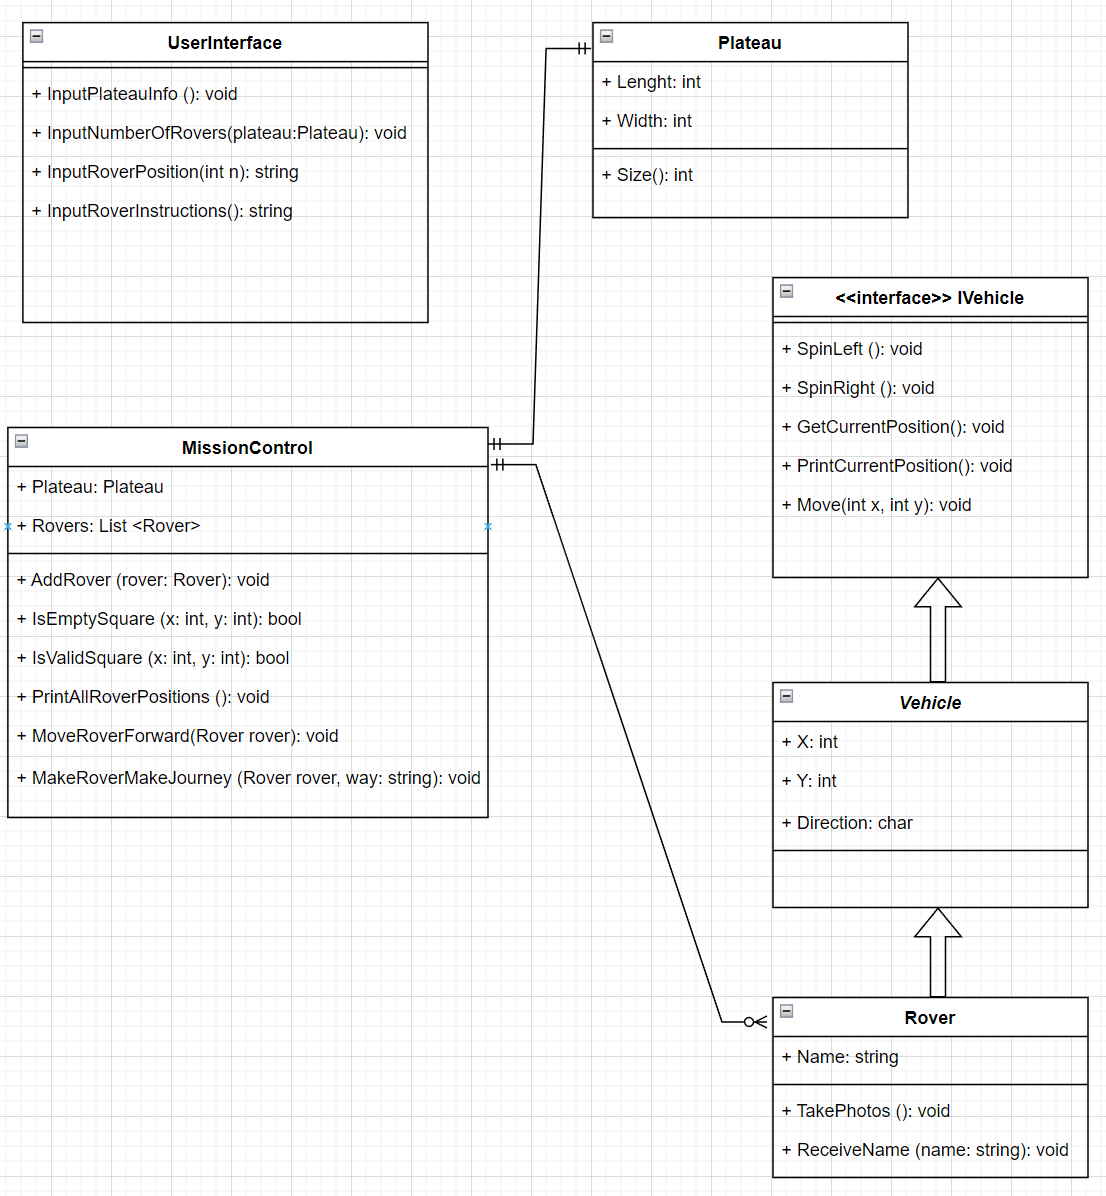 UserInterface
+ InputPlateauInfo (): void
+ InputNumberOfRovers(plateau:Plateau): void
+ InputRoverPosition(int n): string
+ InputRoverInstructions(): string
Plateau
+ Lenght: int
+ Width: int
+ Size(): int
<<interface>> IVehicle
+ SpinLeft (): void
+ SpinRight (): void
+ GetCurrentPosition(): void
+ PrintCurrentPosition(): void
+ Move(int x, int y): void
MissionControl
+ Plateau: Plateau
+ Rovers: List <Rover>
+ AddRover (rover: Rover): void
+ IsEmptySquare (x: int, y: int): bool
+ IsValidSquare (x: int, y: int): bool
+ PrintAllRoverPositions (): void
+ MoveRoverForward(Rover rover): void
+ MakeRoverMakeJourney (Rover rover, way: string): void
Vehicle
+ X: int
+ Y: int
+ Direction: char
Rover
+ Name: string
+ TakePhotos (): void
+ ReceiveName (name: string): void